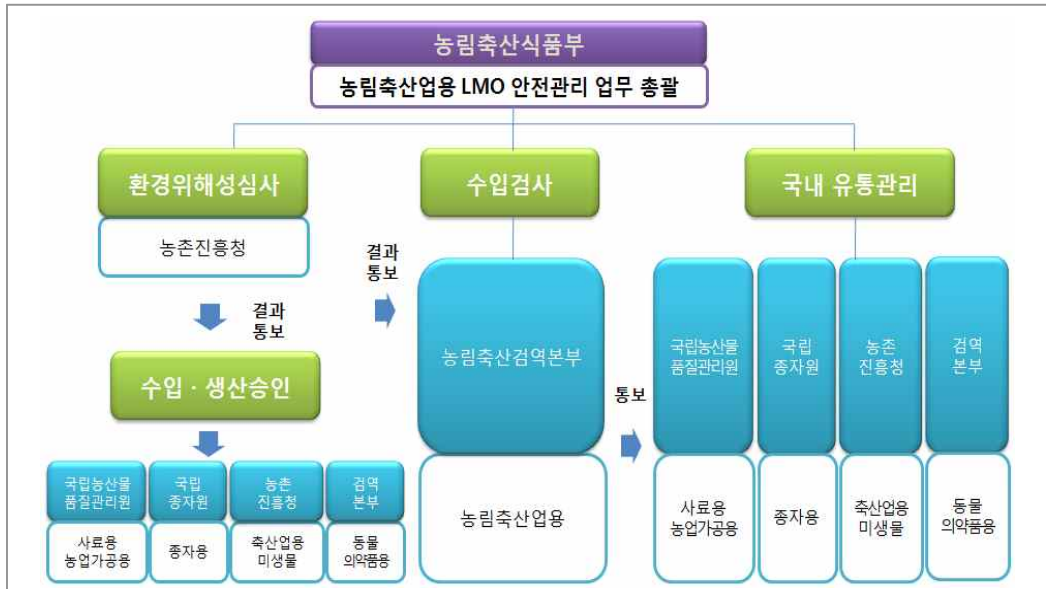 농림축산식품부
농림축산업용 LMO 안전관리 업무 총괄
환경위해성심사
농촌진흥청
결과
통보
수입 · 생산승인
국립농산물
품질관리원
사료용
농업가공용
국립
종자원
종자용
농촌
진흥청
축산업용
미생물
검역
본부
동물
의약품용
결과
통보
수입검사
농림축산검역본부
농림축산업용
통보
국내 유통관리
국립농산물
품질관리원
사료용
농업가공용
국립
종자원
종자용
농촌
진흥청
축산업용
미생물
검역
본부
동물
의약품용